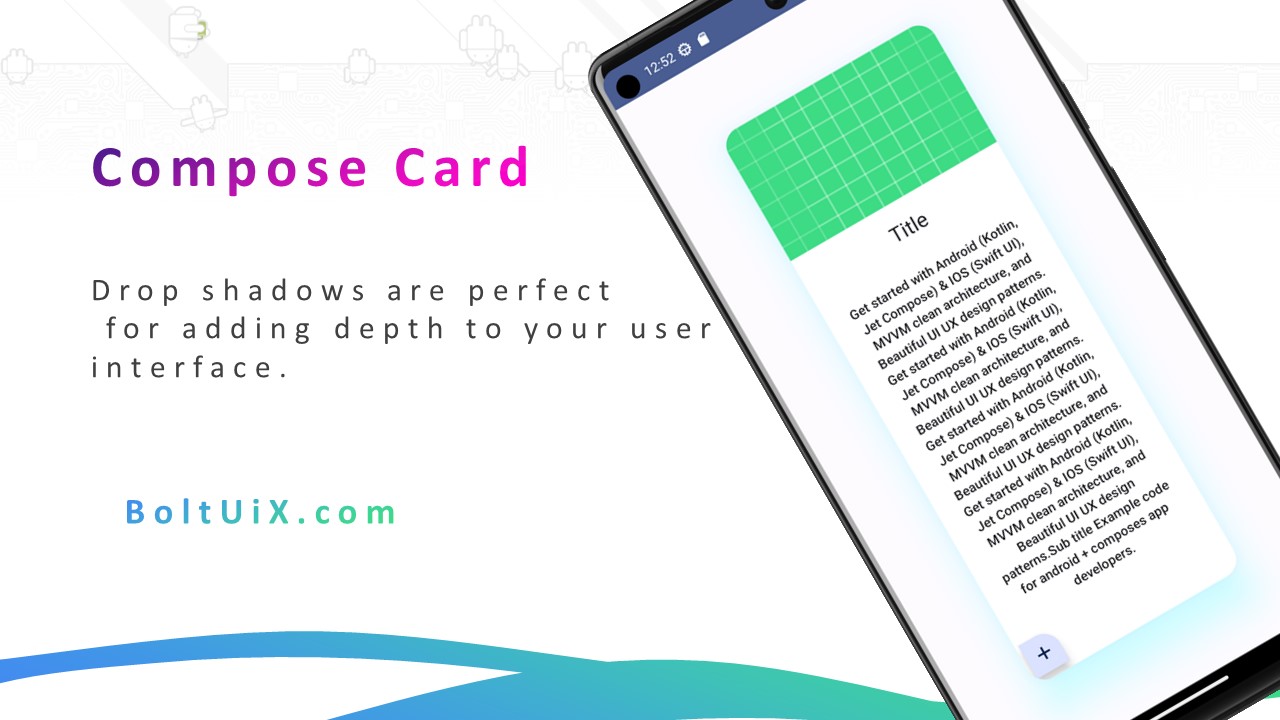 Compose Card
Drop shadows are perfect
for adding depth to your user
interface.
BoltUiX.com
12:52
Title
Get started with Android (Kotlin,
Jet Compose) & IOS (Swift UI),
MVVM clean architecture, and
Beautiful UI UX design patterns.
Get started with Android (Kotlin,
Jet Compose) & IOS (Swift UI),
MVVM clean architecture, and
Beautiful UI UX design patterns.
Get started with Android (Kotlin,
Jet Compose) & IOS (Swift UI),
MVVM clean architecture, and
Beautiful UI UX design patterns.
Get started with Android (Kotlin,
Jet Compose) & IOS (Swift UI),
MVVM clean architecture, and
Beautiful UI UX design
patterns.Sub title Example code
for android + composes app
developers.
+